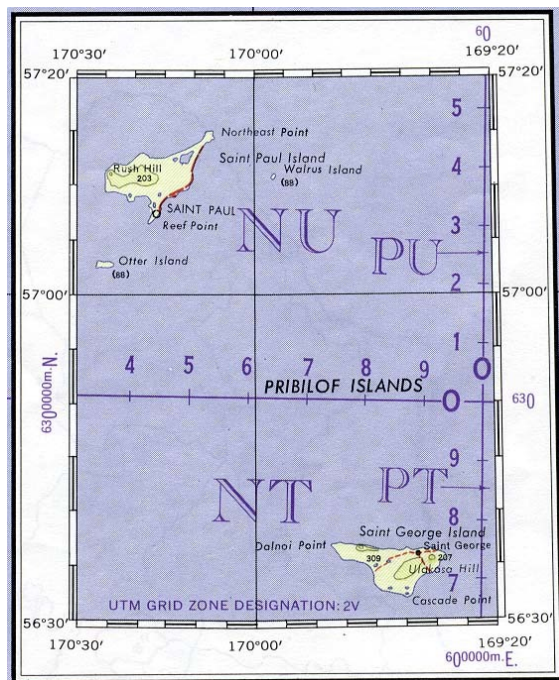 60
170°30'
170°00'
169°20'
57°20'
57°20'
5
Northeast Point
Saint Paul Island
4
Rush Hill
203
Walrus Island
(88)
SAINT PAUL
Reef Point
3
NU
PU
Otter Island
(88)
2
57°00'
57°00'
1
4 5 6 7 8 9 0
PRIBILOF ISLANDS
6300000m.N.
0
630
9
NT
PT
8
Saint George Island
Dalnoi Point
Saint George
309
207
Ulakaia Hill
7
Cascade Point
UTM GRID ZONE DESIGNATION: 2V
56°30'
56°30'
170°30'
170°00'
169°20'
600000m.E.